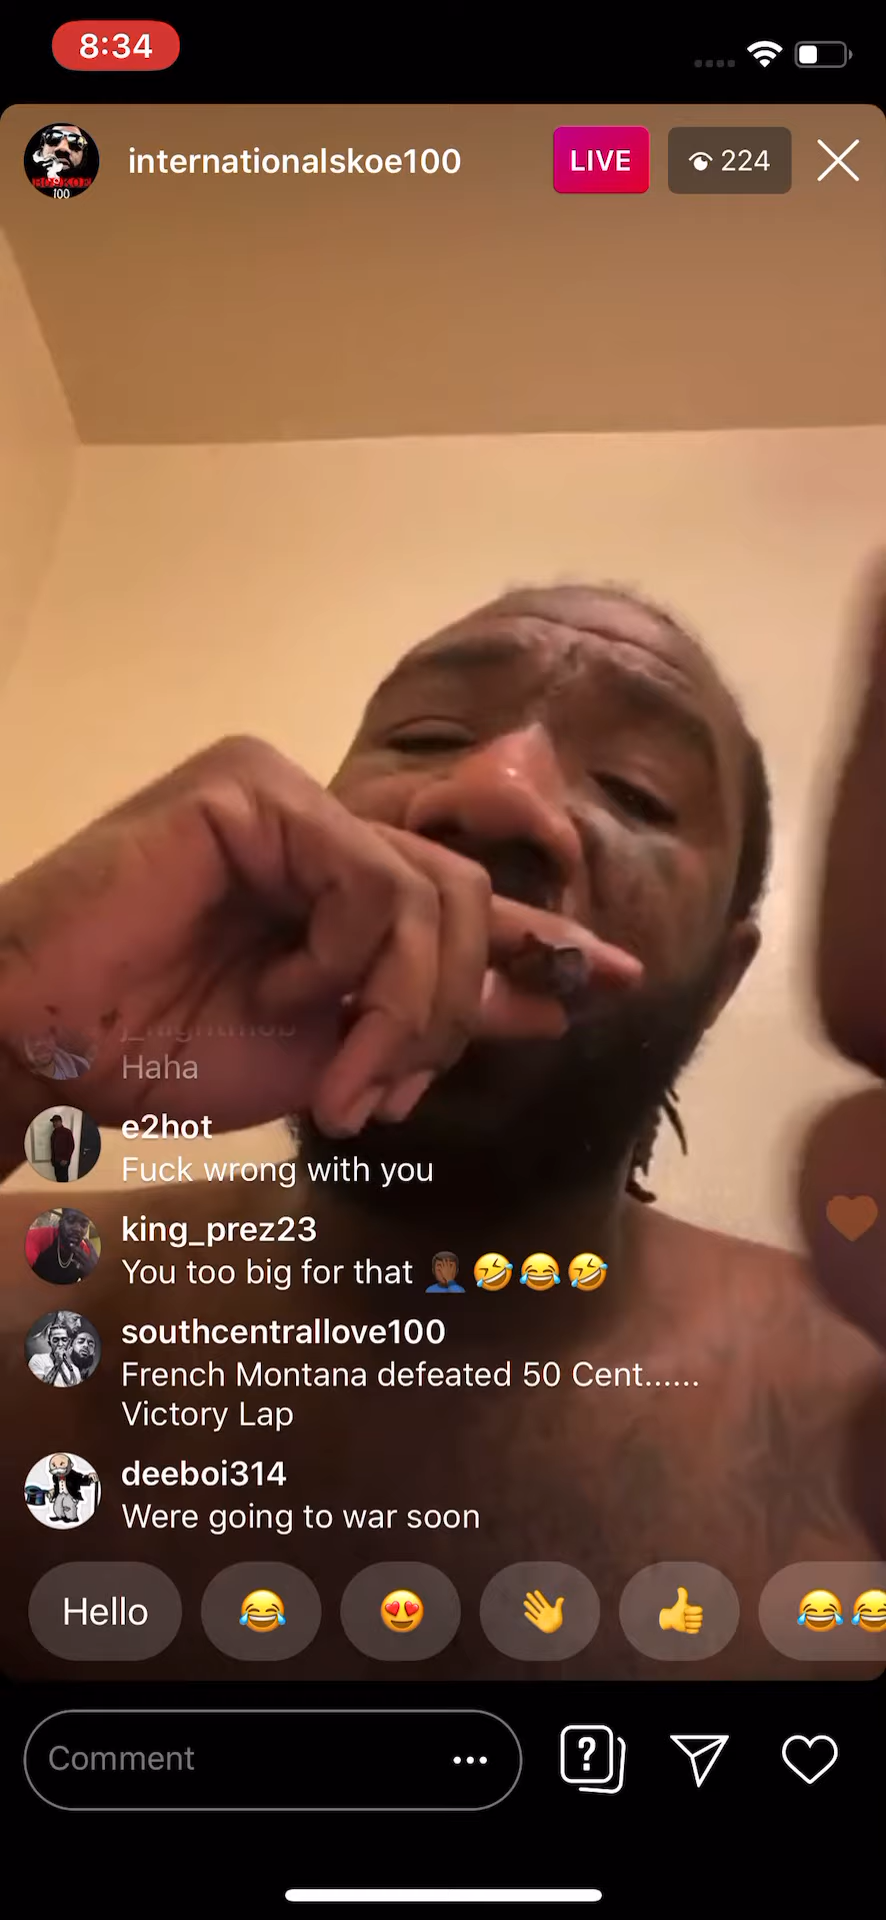 8:34
internationalskoe100
LIVE
224
100
Haha
e2hot
Fuck wrong with you
king_prez23
You too big for that 🤦🏾‍♂️🤣😂🤣
southcentrallove100
French Montana defeated 50 Cent......
Victory Lap
deeboi314
Were going to war soon
Hello
Comment